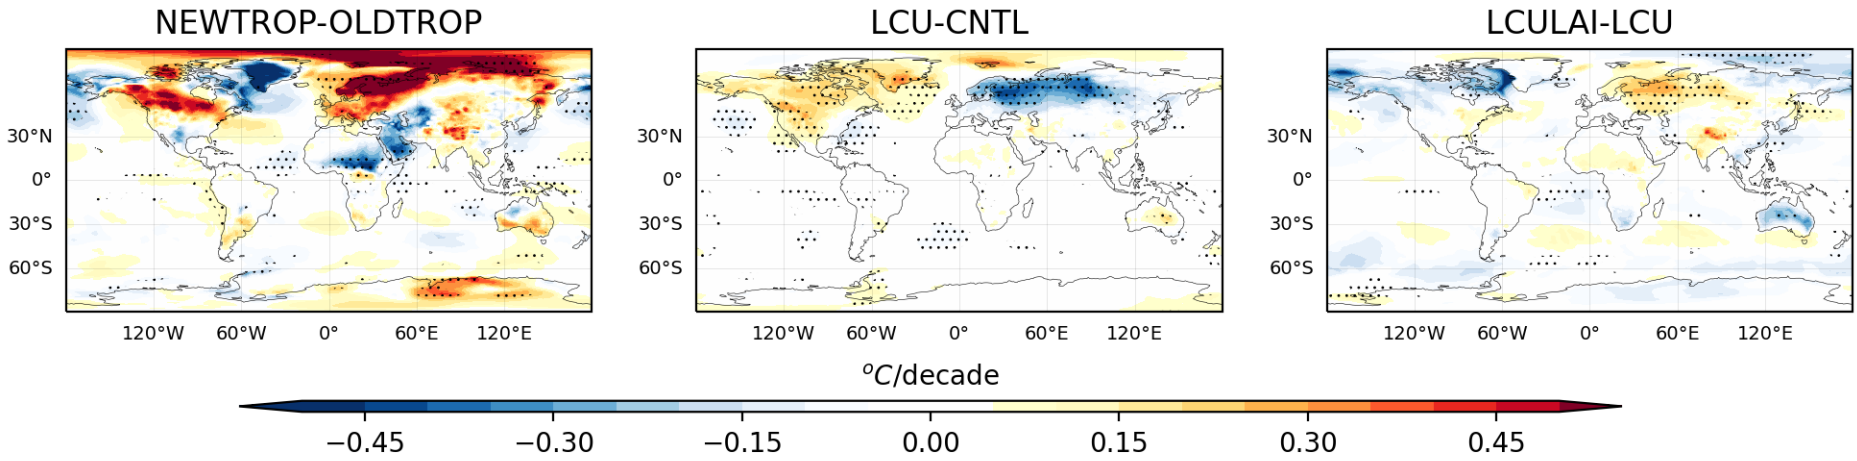 NEWTROP-OLDTROP LCU-CNTL LCULAI-LCU
30°N 30°N 30°N
0° 0° 0°
30°S 30°S 30°S
60°S 60°S 60°S
120°W 60°W 0° 60°E 120°E 120°W 60°W 0° 60°E 120°E 120°W 60°W 0° 60°E 120°E
°C/decade
−0.45 −0.30 −0.15 0.00 0.15 0.30 0.45